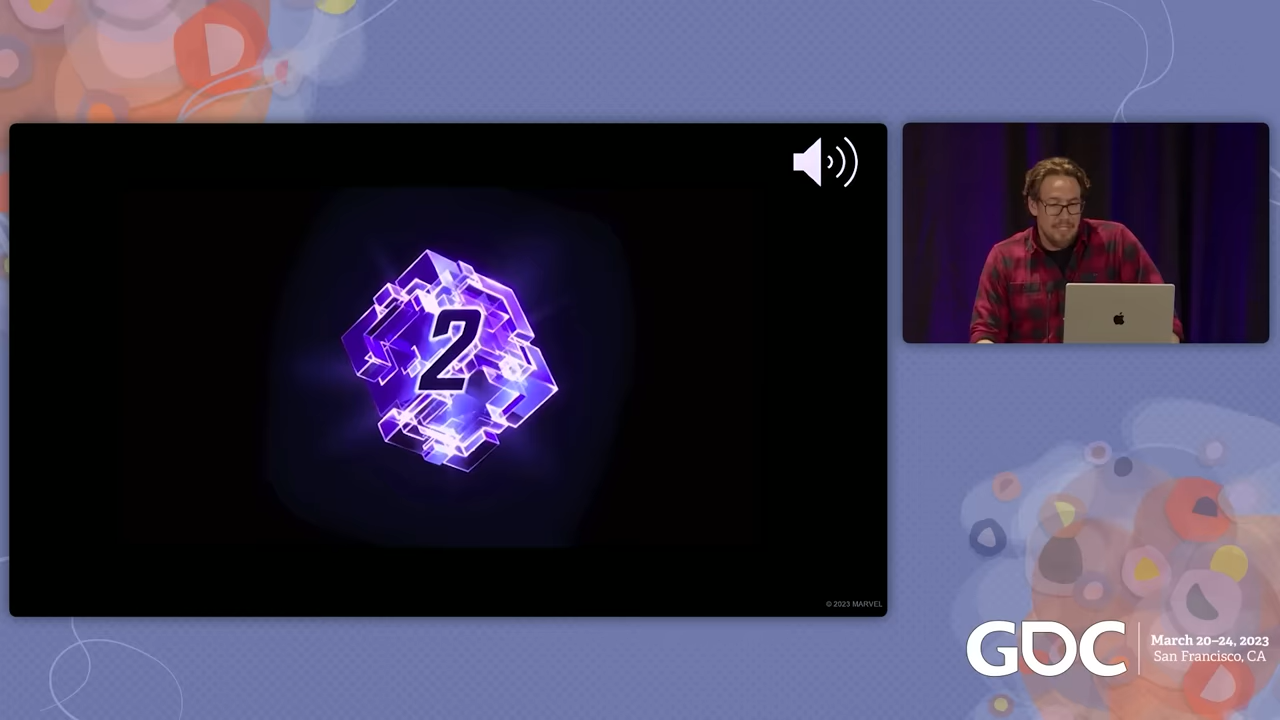 2
© 2023 MARVEL
GDC
March 20–24, 2023
San Francisco, CA